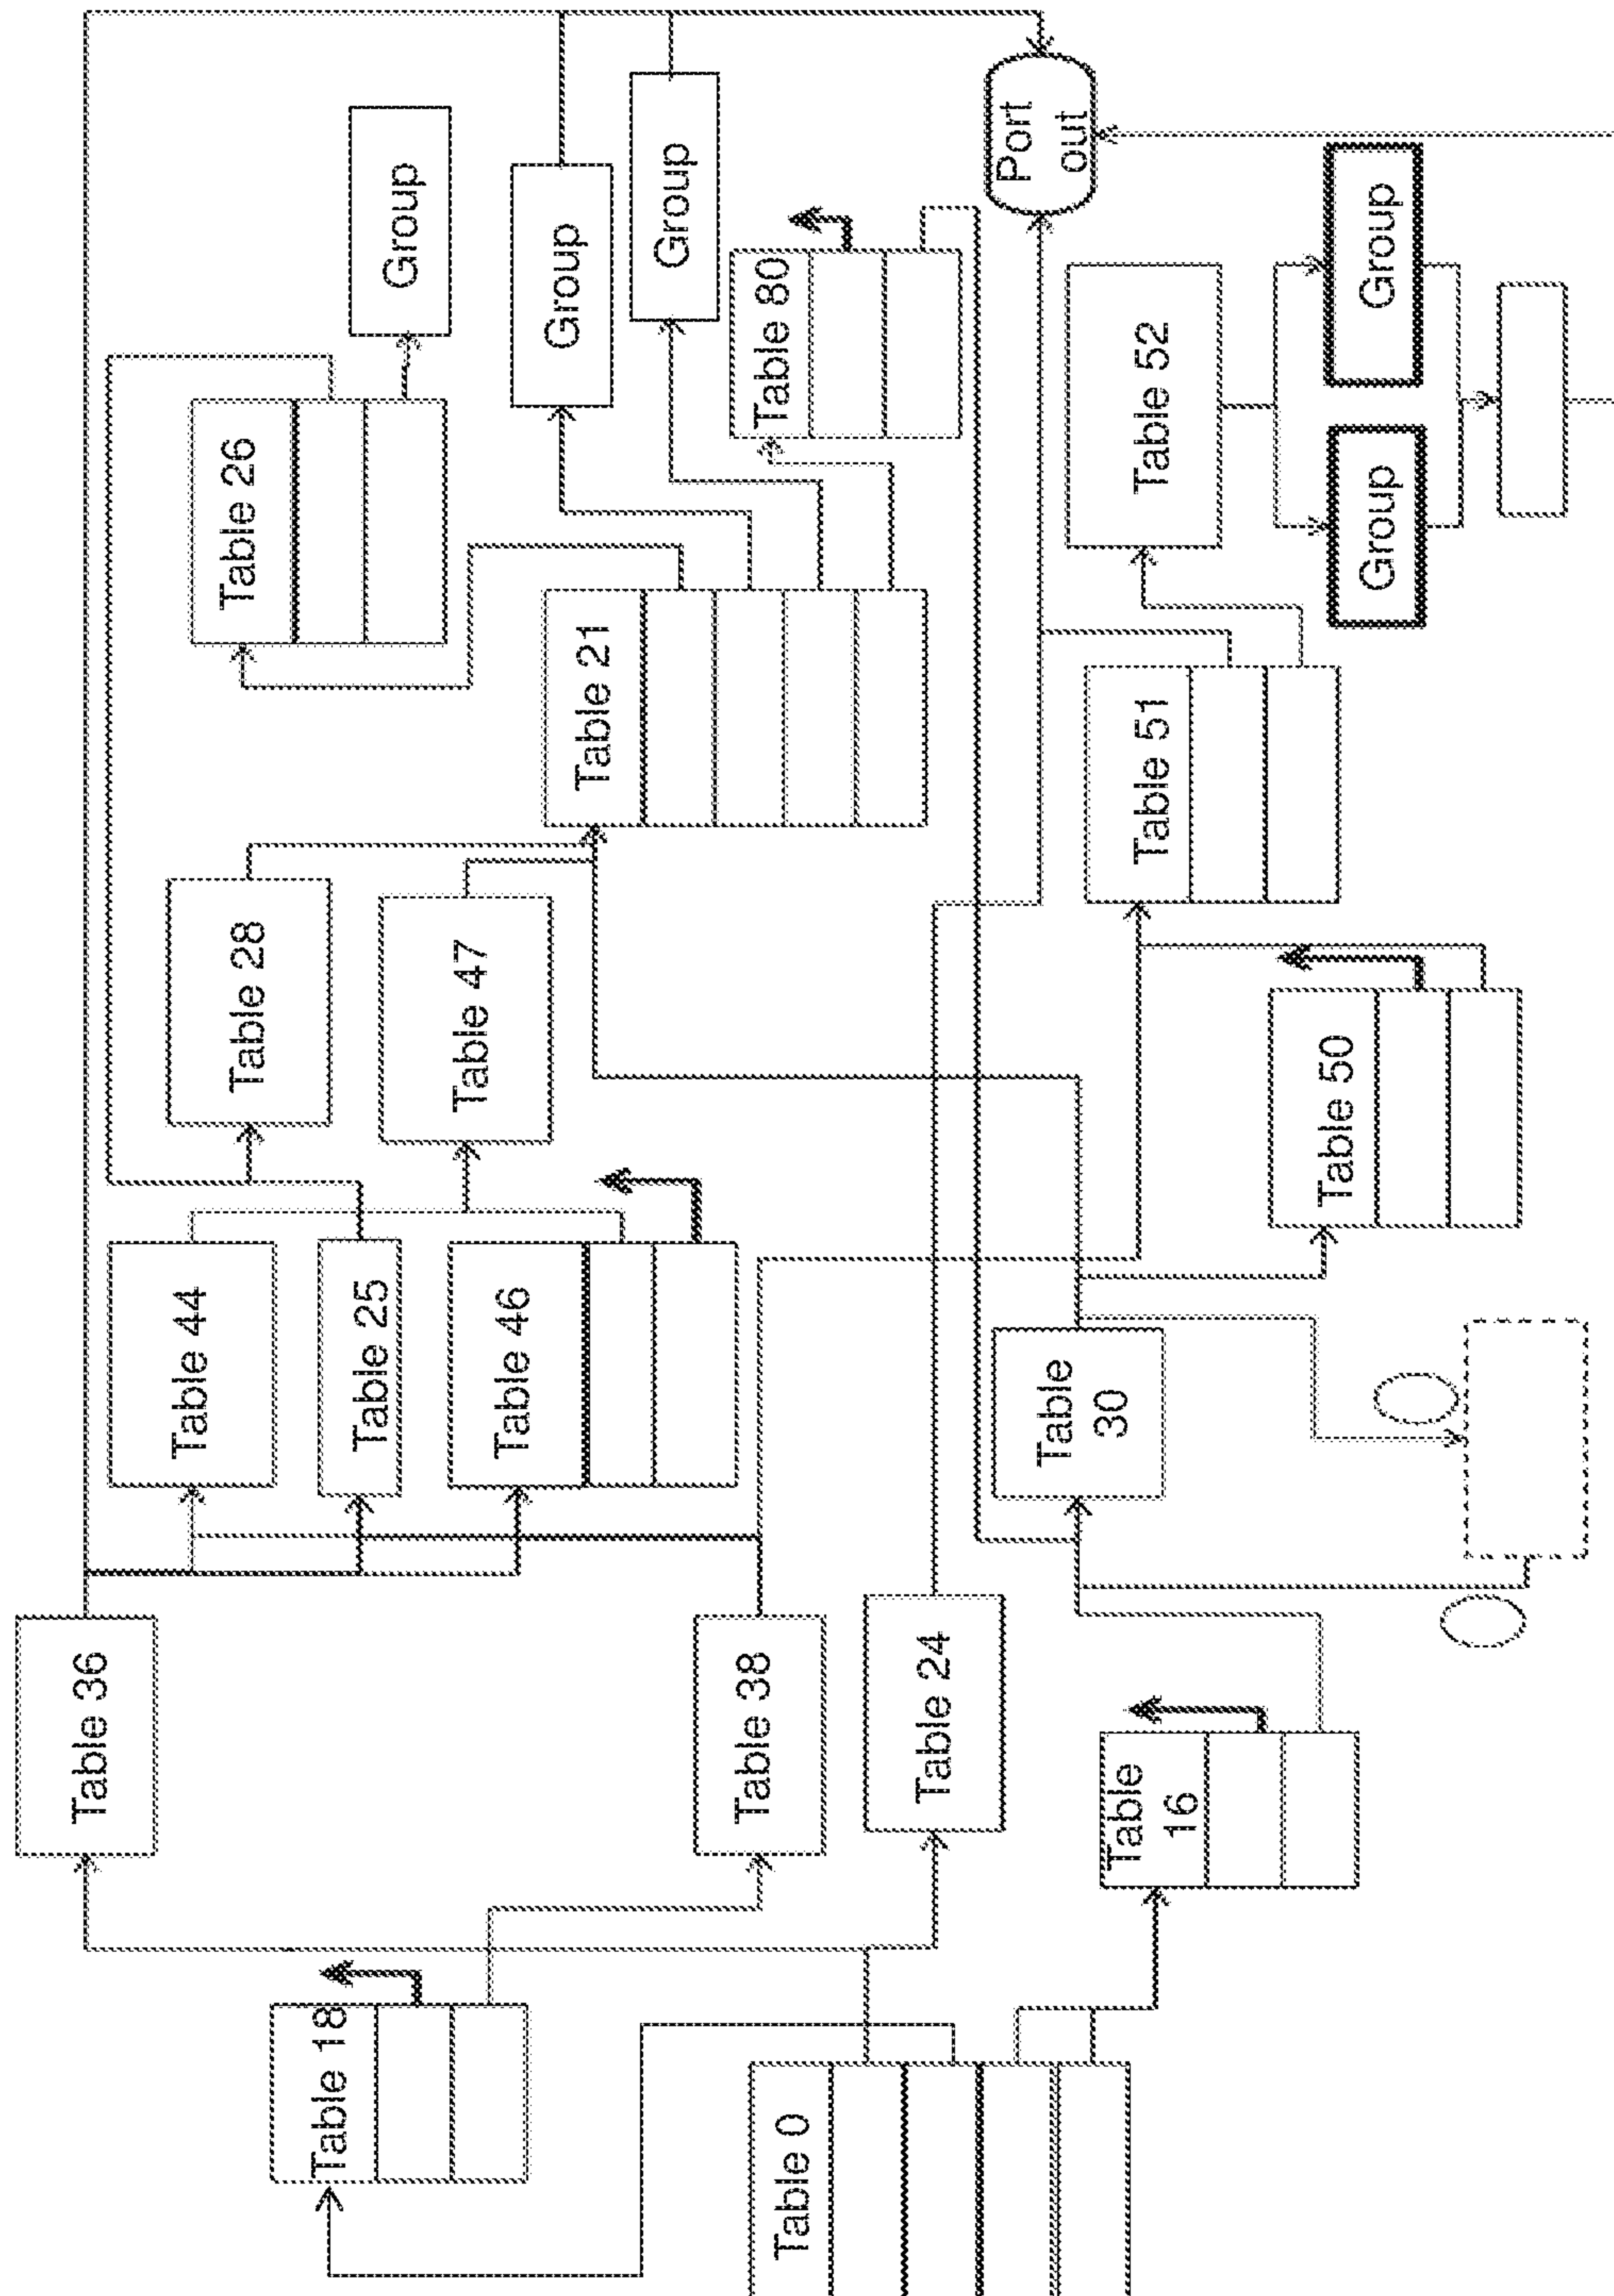 Table 36
Table 18
Table 38
Table 0
Table 24
Table
16
Table 44
Table 25
Table 46
Table
30
Table 28
Table 47
Table 50
Table 26
Table 21
Table 51
Group
Group
Group
Table 80
Port
out
Table 52
Group
Group